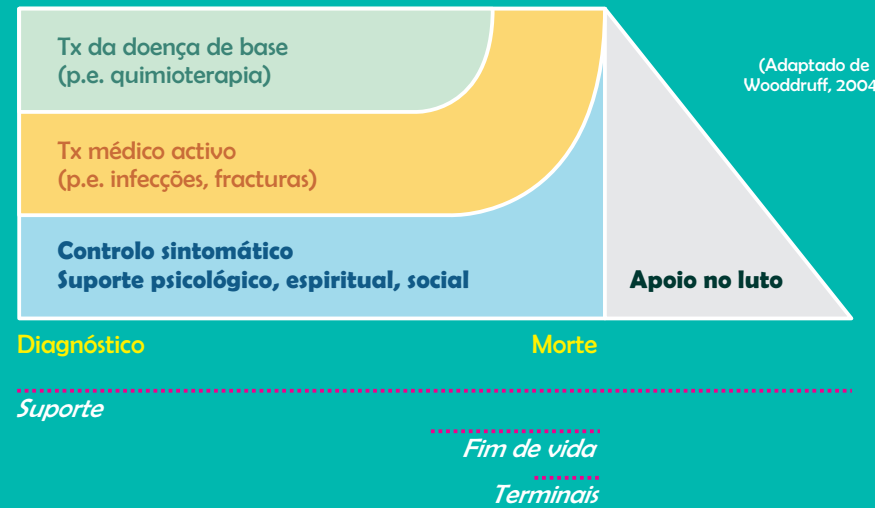 Tx da doença de base
(p.e. quimioterapia)
(Adaptado de
Wooddruff, 2004
Tx médico activo
(p.e. infecções, fracturas)
Controlo sintomático
Suporte psicológico, espiritual, social
Apoio no luto
Diagnóstico
Morte
Suporte
Fim de vida
Terminais